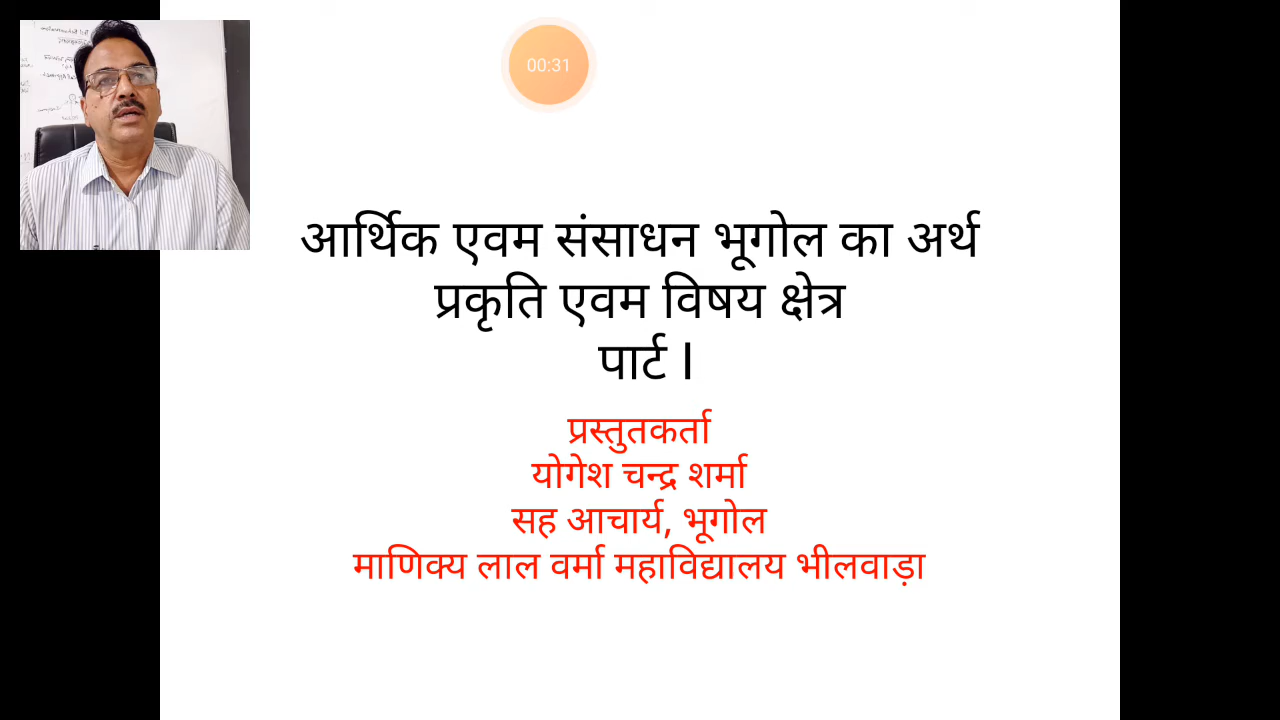 00:31
आर्थिक एवम संसाधन भूगोल का अर्थ
प्रकृति एवम विषय क्षेत्र
पार्ट I
प्रस्तुतकर्ता
योगेश चन्द्र शर्मा
सह आचार्य, भूगोल
माणिक्य लाल वर्मा महाविद्यालय भीलवाड़ा